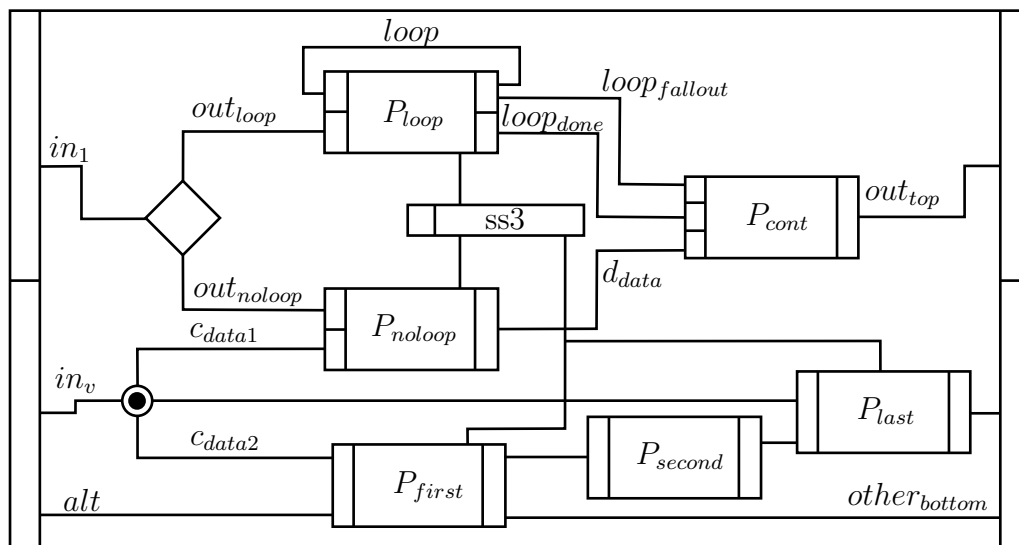 loop
loop_fallout
out_loop
P_loop
loop_done
in_1
ss3
P_cont
out_top
d_data
out_noloop
c_data1
P_noloop
in_v
P_last
c_data2
P_second
P_first
alt
other_bottom